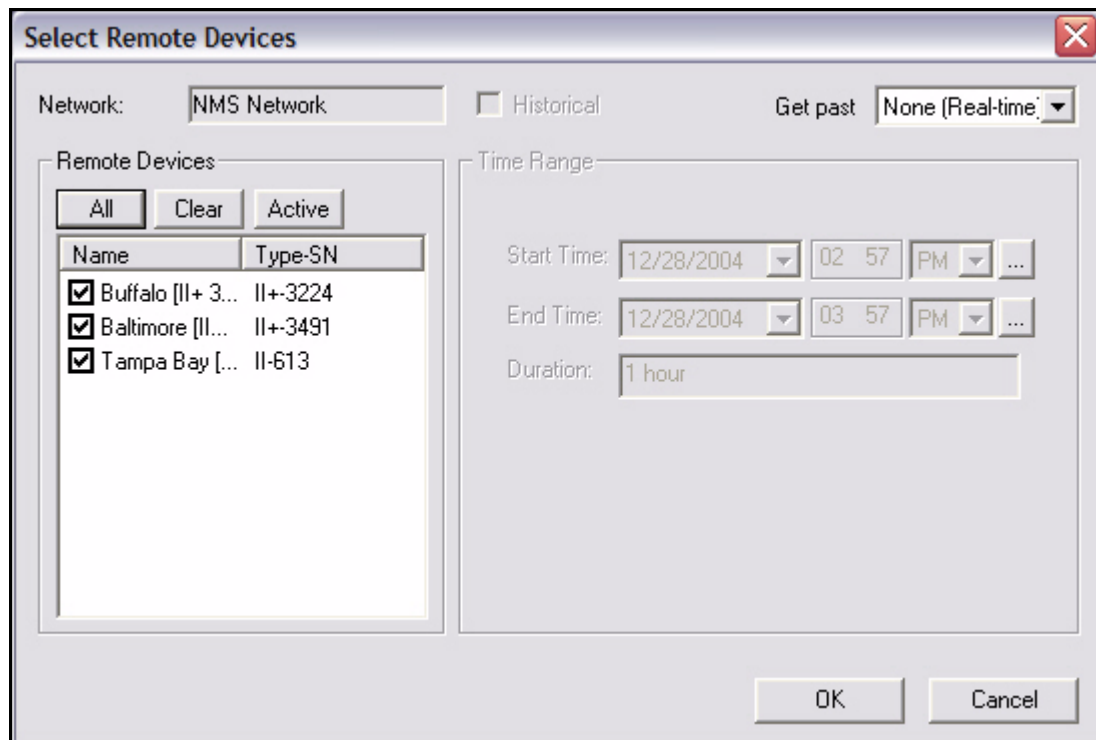 Select Remote Devices
Network: NMS Network Historical Get past None (Real-time)
Remote Devices Time Range
All Clear Active
Name Type-SN
Buffalo [II+ 3... II+-3224
Baltimore [II... II+-3491
Tampa Bay [... II-613
Start Time: 12/28/2004 02 57 PM ...
End Time: 12/28/2004 03 57 PM ...
Duration: 1 hour
OK Cancel